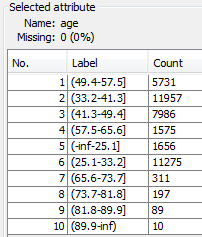 Selected attribute
Name: age
Missing: 0 (0%)
No. Label Count
1 (49.4-57.5] 5731
2 (33.2-41.3] 11957
3 (41.3-49.4] 7986
4 (57.5-65.6] 1575
5 (-inf-25.1] 1656
6 (25.1-33.2] 11275
7 (65.6-73.7] 311
8 (73.7-81.8] 197
9 (81.8-89.9] 89
10 (89.9-inf) 10